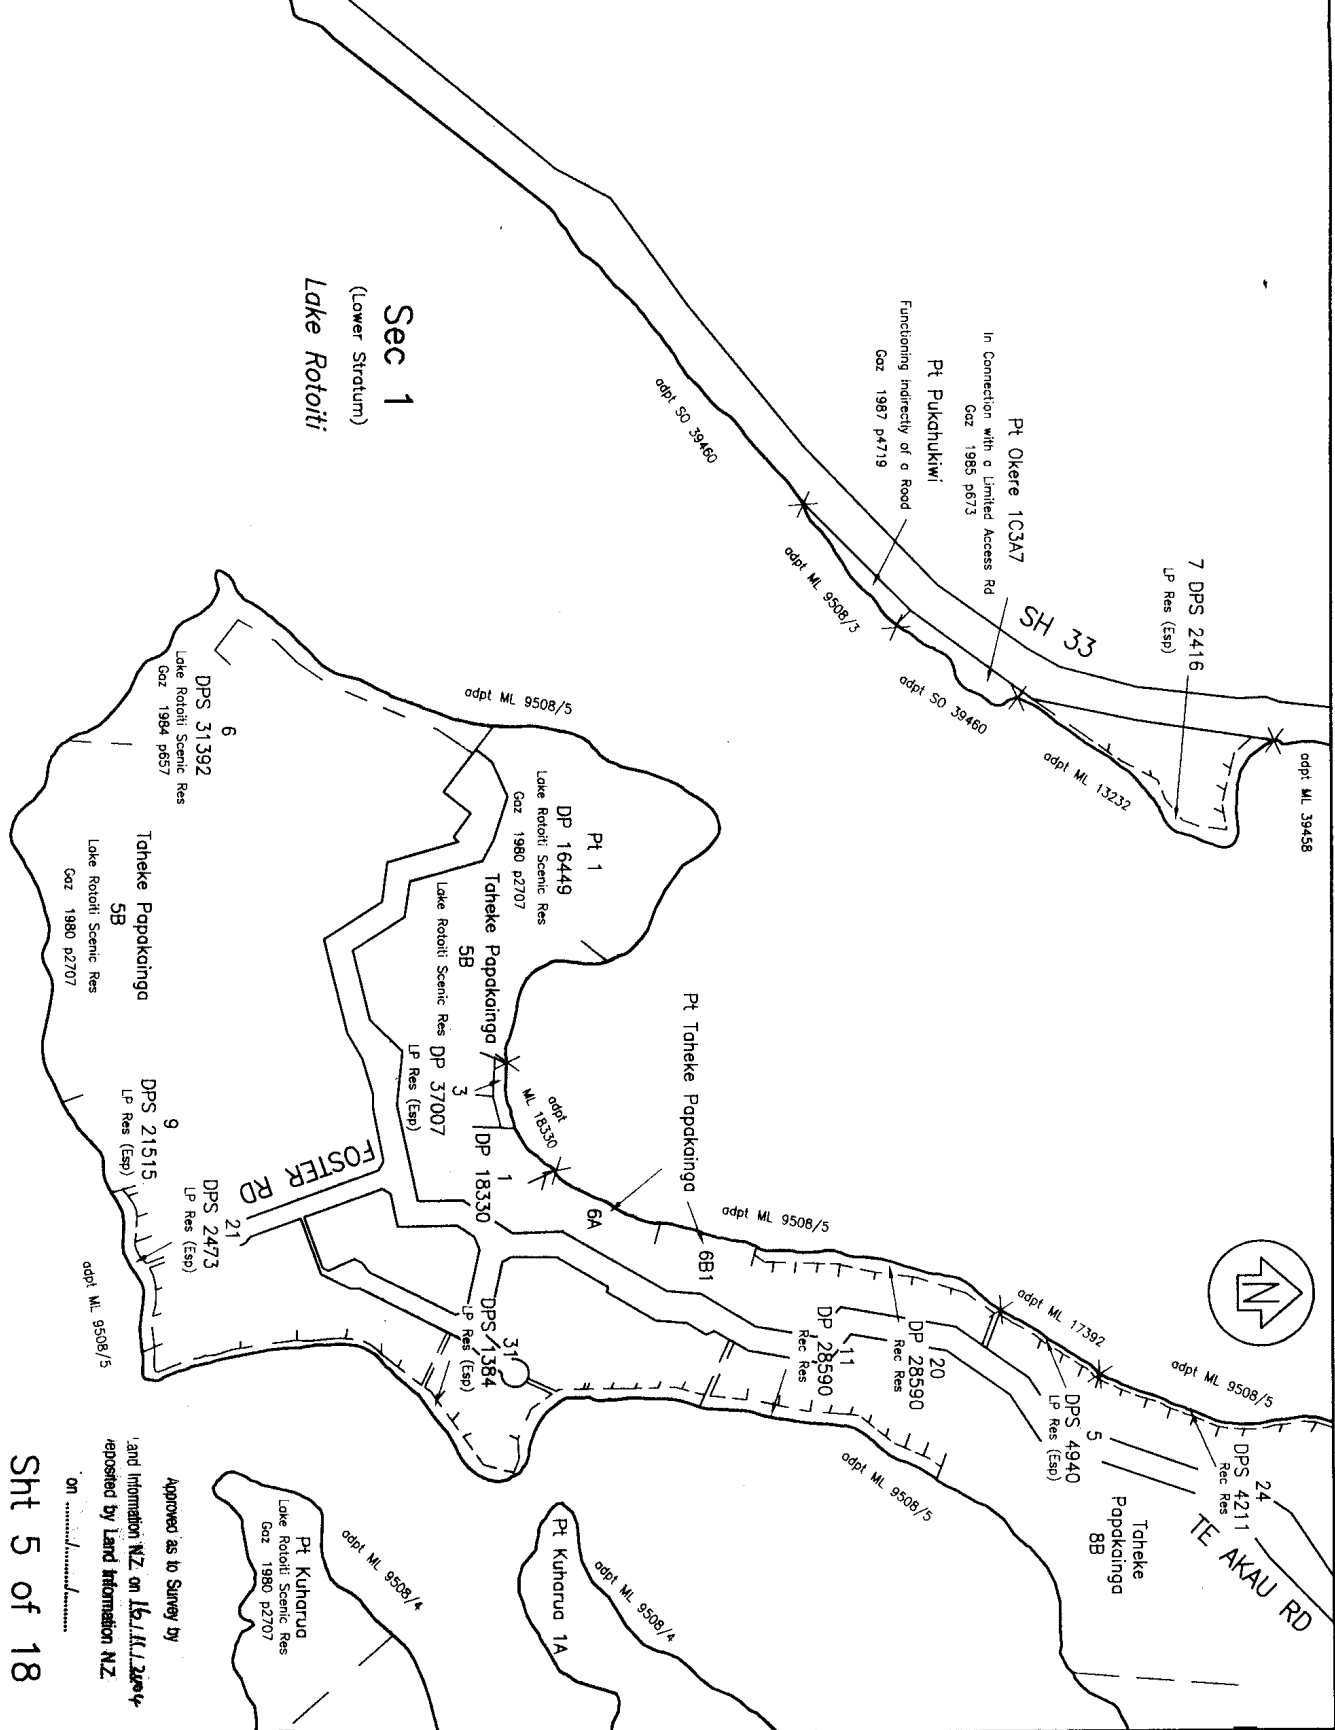 Sec 1
(Lower Stratum)
Lake Rotoiti
SH 33
7 DPS 2416
LP Res (Esp)
Pt Okere 1C3A7
In Connection with a Limited Access Rd
Gaz 1985 p673
Pt Pukahukiwi
Functioning Indirectly of a Road
Gaz 1987 p4719
adpt SO 39460
adpt ML 9508/3
adpt SO 39460
adpt ML 13232
adpt ML 39458
adpt ML 9508/5
6
DPS 31392
Lake Rotoiti Scenic Res
Gaz 1984 p657
Pt 1
DP 16449
Lake Rotoiti Scenic Res
Gaz 1980 p2707
Taheke Papakainga
5B
Lake Rotoiti Scenic Res
Taheke Papakainga
5B
Lake Rotoiti Scenic Res
Gaz 1980 p2707
3
DP 37007
LP Res (Esp)
adpt
ML 18330
1
DP 18330
6A
Pt Taheke Papakainga
6B1
adpt ML 9508/5
FOSTER RD
9
DPS 21515
LP Res (Esp)
21
DPS 2473
LP Res (Esp)
adpt ML 9508/5
31
DPS 1384
LP Res (Esp)
11
DP 28590
Rec Res
20
DP 28590
Rec Res
adpt ML 17392
adpt ML 9508/5
5
DPS 4940
LP Res (Esp)
24
DPS 4211
Rec Res
TE AKAU RD
Taheke
Papakainga
8B
adpt ML 9508/5
N
Pt Kuharua 1A
adpt ML 9508/4
Pt Kuharua
Lake Rotoiti Scenic Res
Gaz 1980 p2707
adpt ML 9508/4
Approved as to Survey by
and Information NZ on 16/11/2004
eposited by Land Information N.Z.
on ......../......../........
Sht 5 of 18